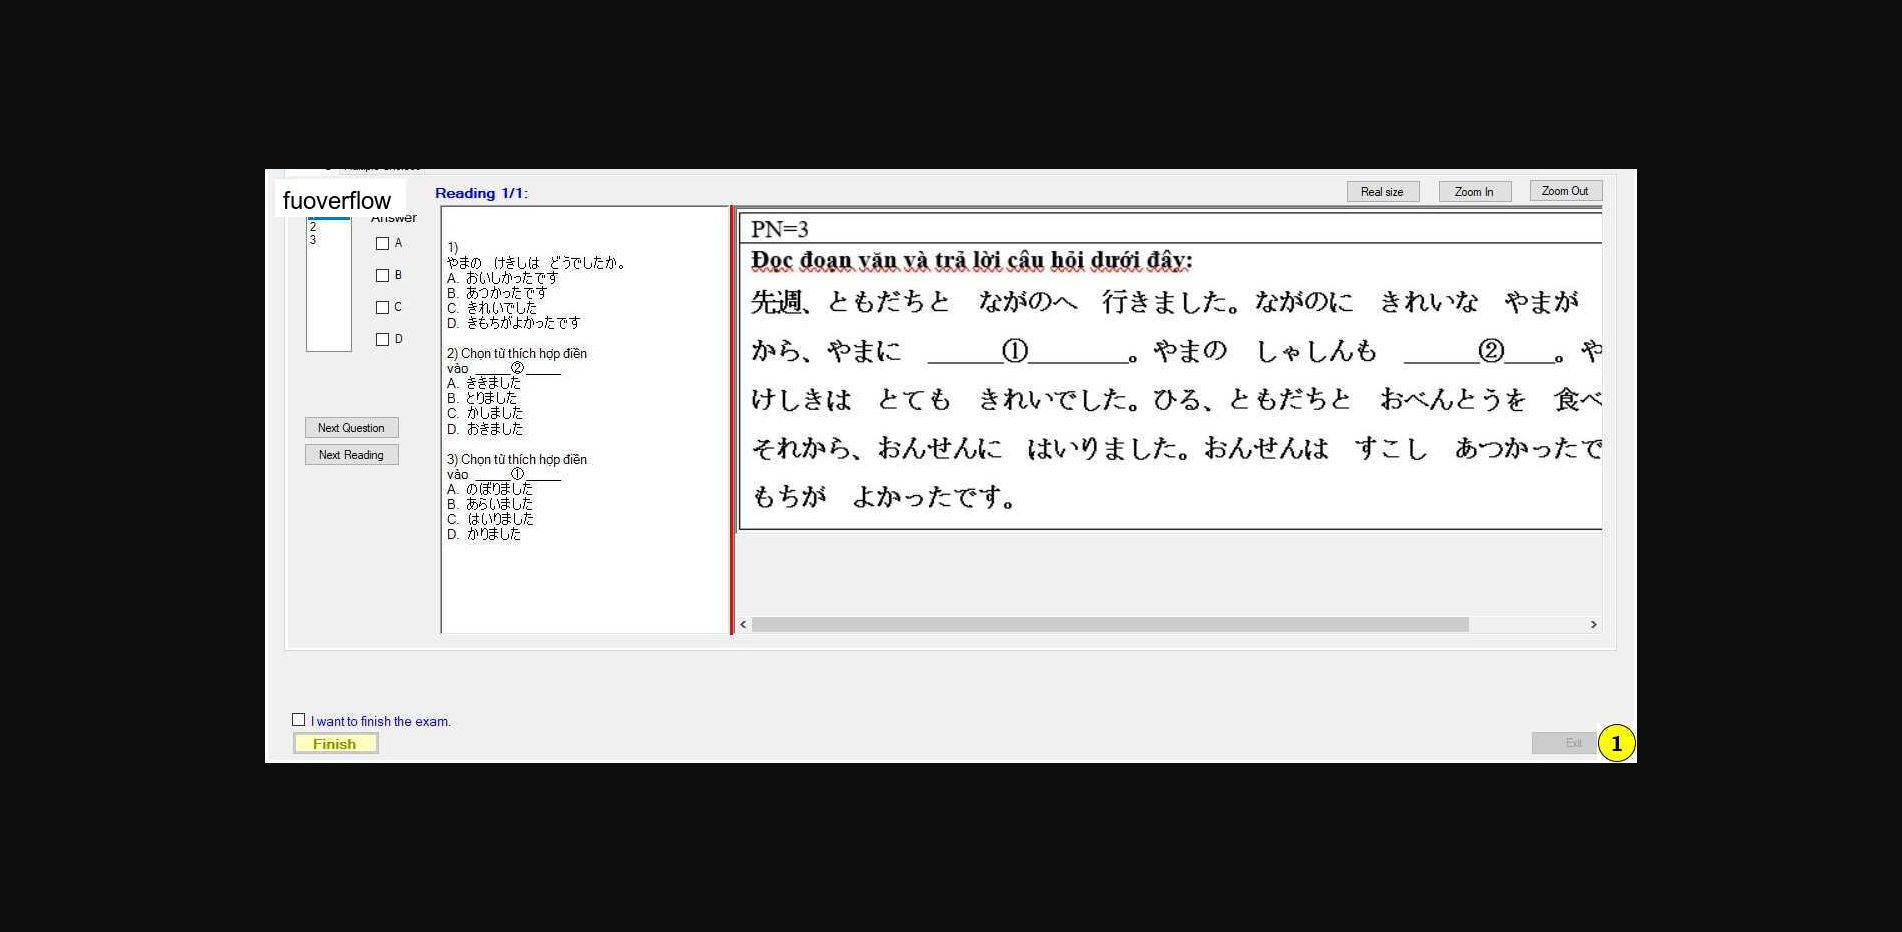 fuoverflow
Reading 1/1:
Real size
Zoom In
Zoom Out
Answer
2
3
A
B
C
D
Next Question
Next Reading
1)
やまの けきしは どうでしたか。
A. おいしかったです
B. あつかったです
C. きれいでした
D. きもちがよかったです
2) Chọn từ thích hợp điền
vào _____②_____
A. ききました
B. とりました
C. かしました
D. おきました
3) Chọn từ thích hợp điền
vào _____①_____
A. のぼりました
B. あらいました
C. はいりました
D. かりました
PN=3
Đọc đoạn văn và trả lời câu hỏi dưới đây:
先週、ともだちと ながのへ 行きました。ながのに きれいな やまが
から、やまに ______①________。やまの しゃしんも ______②____。や
けしきは とても きれいでした。ひる、ともだちと おべんとうを 食べ
それから、おんせんに はいりました。おんせんは すこし あつかったで
もちが よかったです。
I want to finish the exam.
Finish
Exit
1